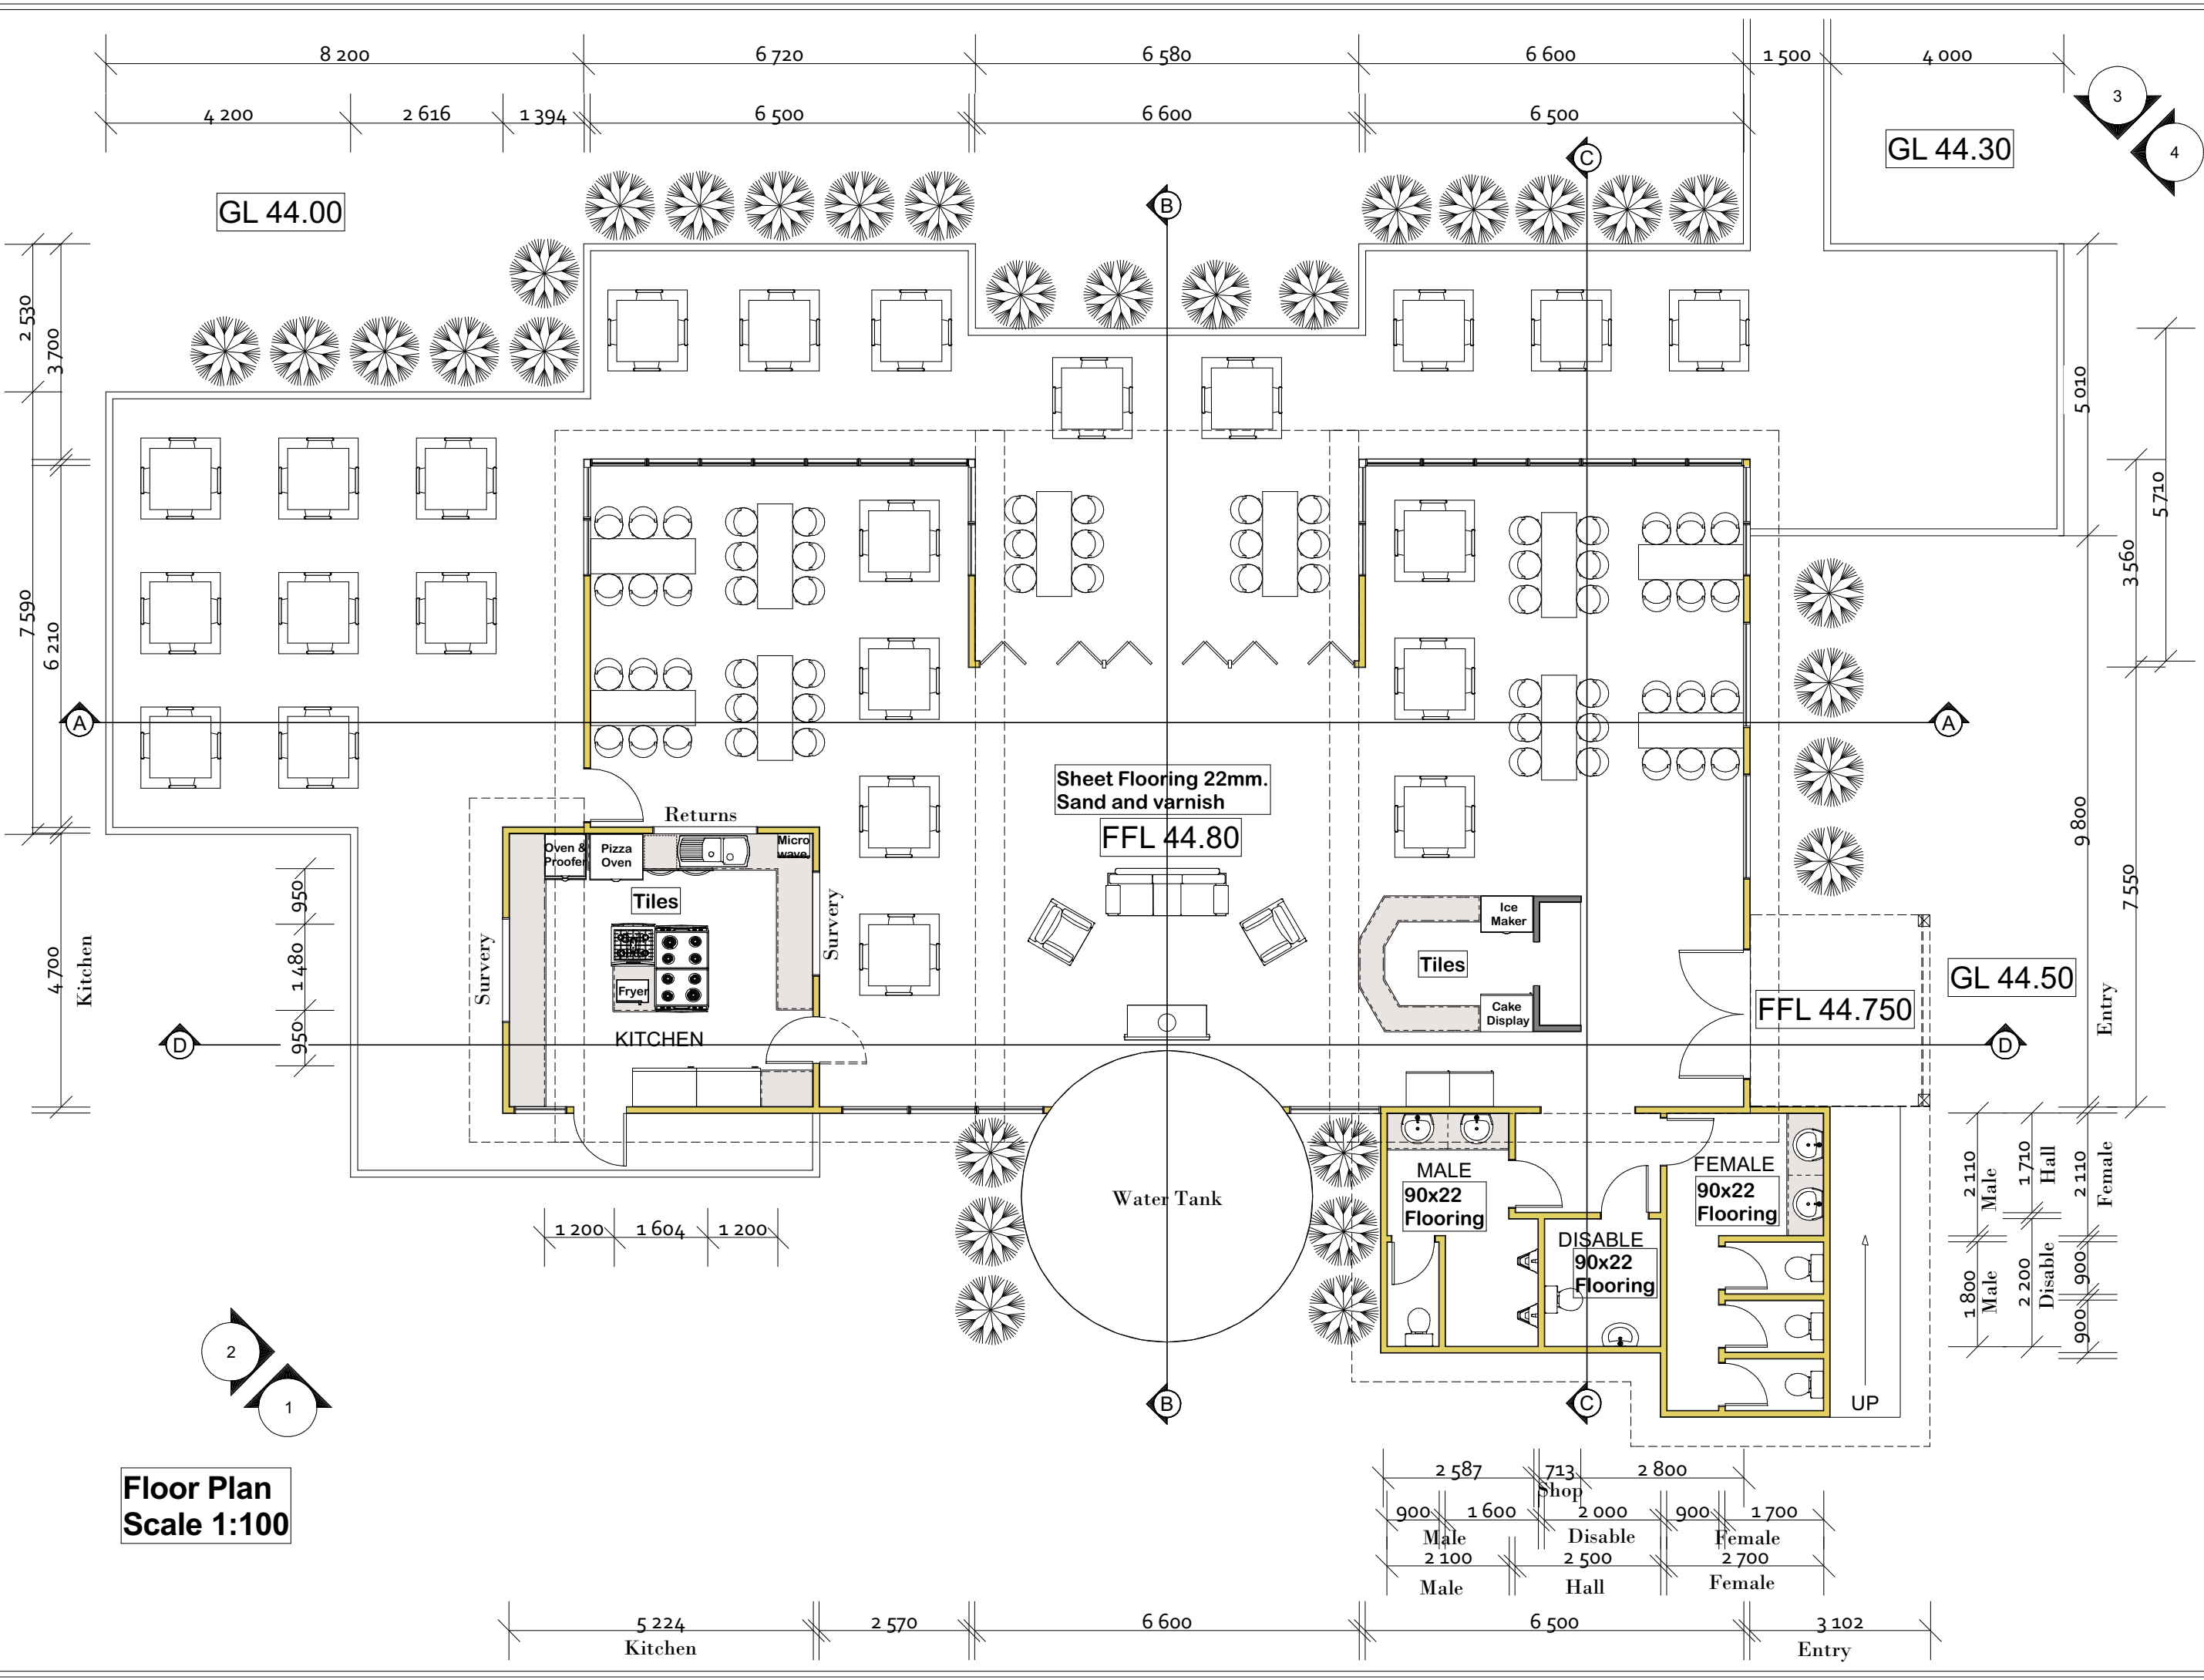 8 200
6 720
6 580
6 600
1 500
4 000
4 200
2 616
1 394
6 500
6 600
6 500
3
4
GL 44.30
GL 44.00
C
B
2 530
3 700
5 010
5 710
3 560
7 590
6 210
A
A
Sheet Flooring 22mm.
Sand and varnish
FFL 44.80
Returns
Oven &
Proofer
Pizza
Oven
Micro
wave
Tiles
Survery
Survery
Fryer
KITCHEN
950
1 480
950
4 700
Kitchen
Ice
Maker
Tiles
Cake
Display
9 800
7 550
GL 44.50
FFL 44.750
Entry
D
D
Water Tank
MALE
90x22
Flooring
FEMALE
90x22
Flooring
DISABLE
90x22
Flooring
UP
2 110
Male
1 710
Hall
2 110
Female
1 800
Male
2 200
Disable
900
900
1 200
1 604
1 200
2
1
B
C
Floor Plan
Scale 1:100
2 587
713
2 800
Shop
900
1 600
2 000
900
1 700
Male
Disable
Female
2 100
2 500
2 700
Male
Hall
Female
5 224
2 570
6 600
6 500
3 102
Kitchen
Entry